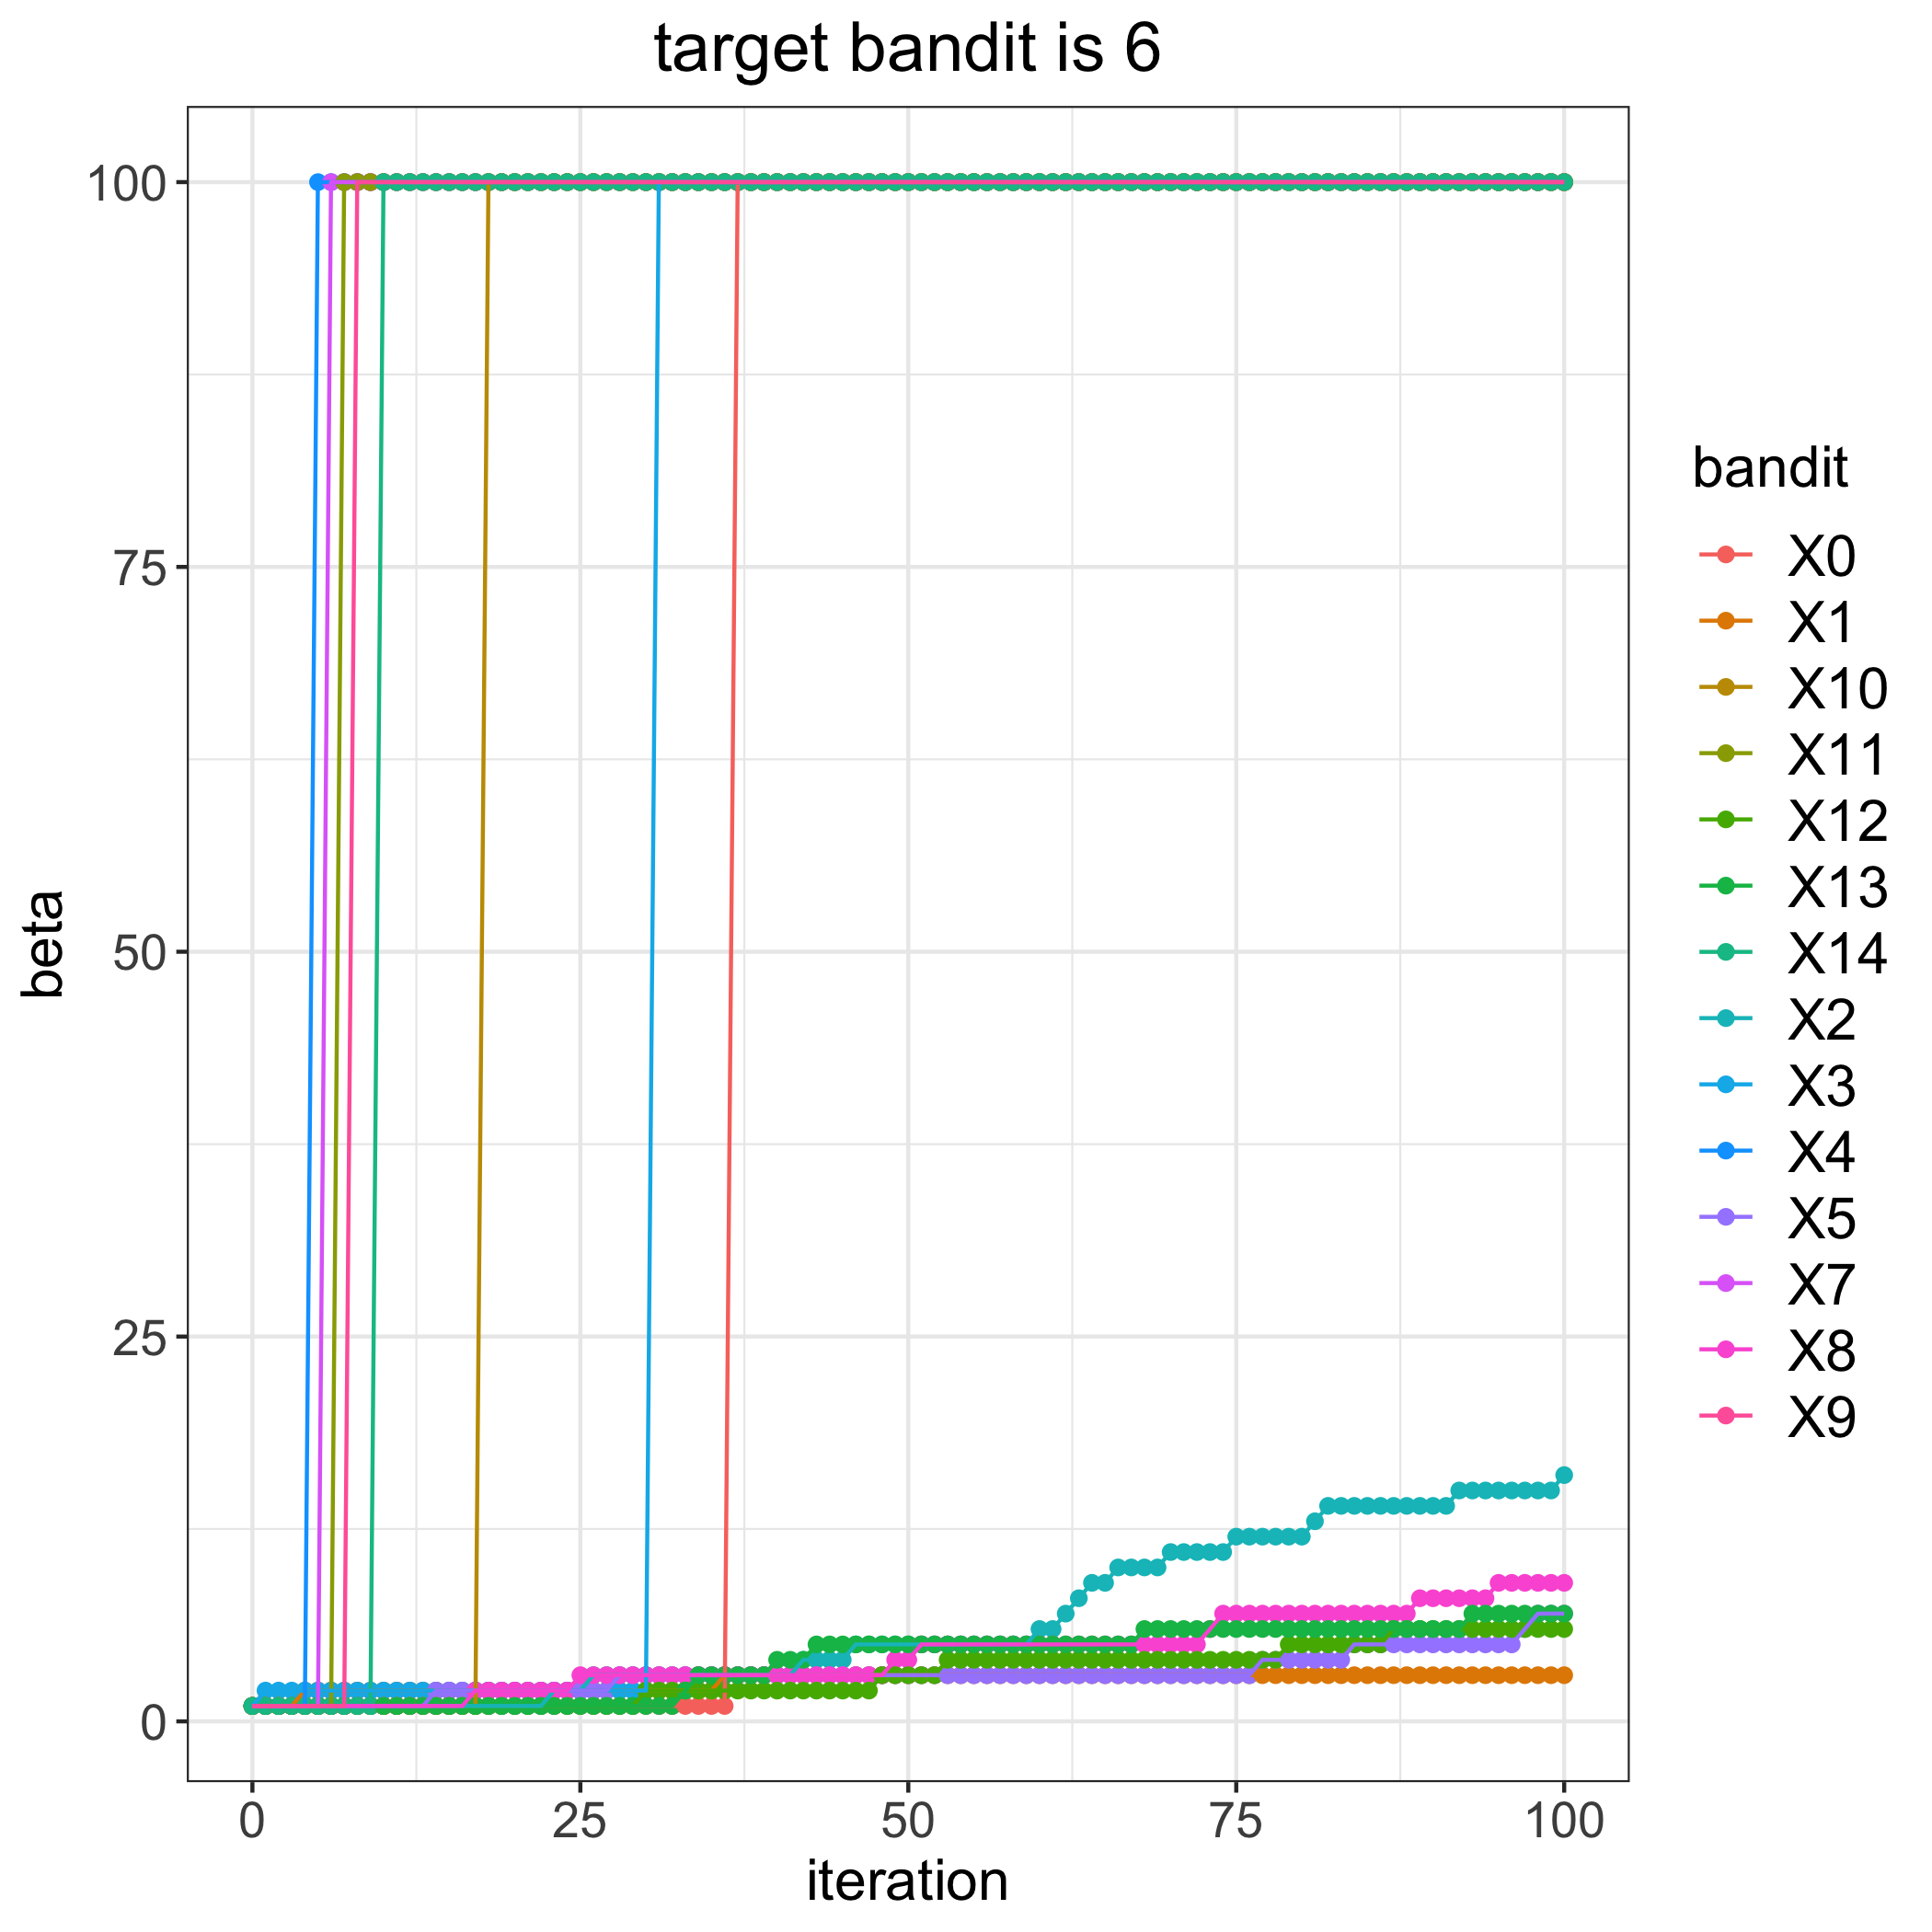 target bandit is 6
100
75
50
25
0
beta
0 25 50 75 100
iteration
bandit
X0
X1
X10
X11
X12
X13
X14
X2
X3
X4
X5
X7
X8
X9